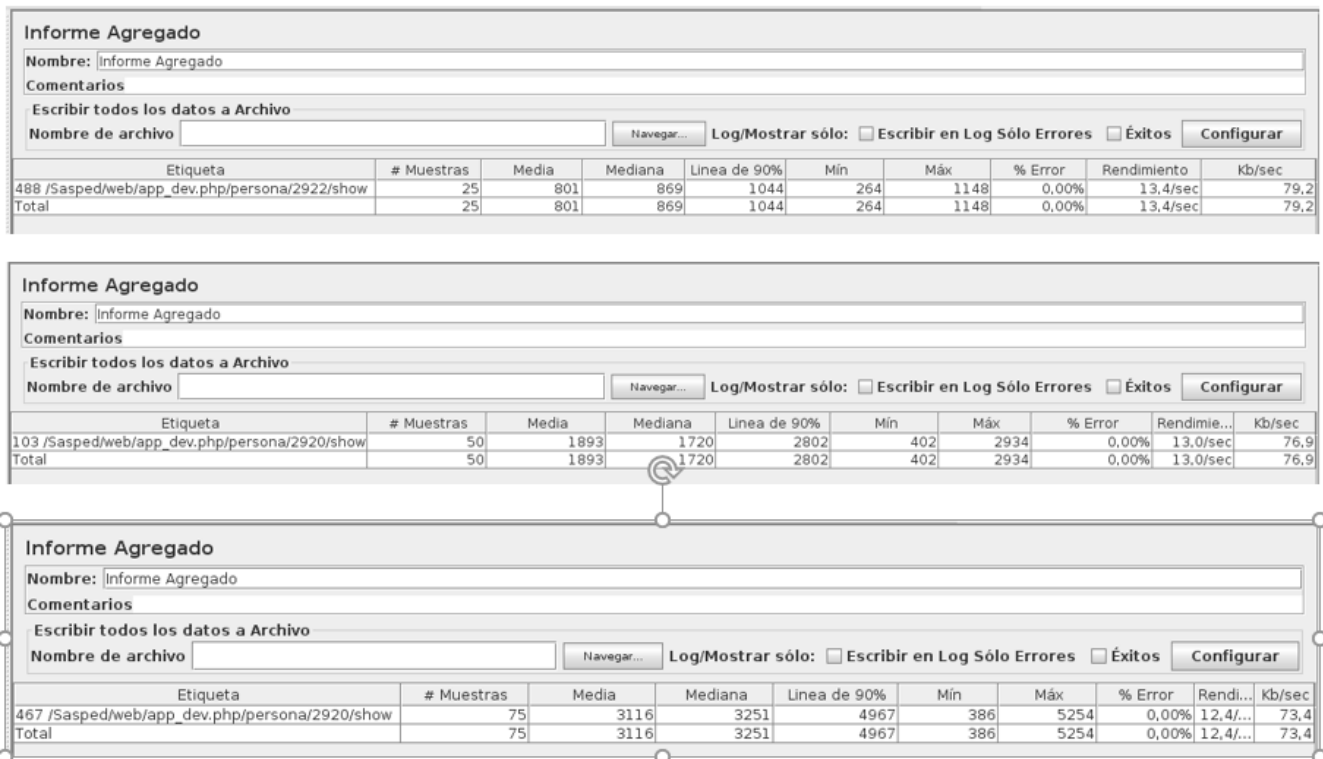 Informe Agregado
Nombre: Informe Agregado
Comentarios
Escribir todos los datos a Archivo
Nombre de archivo Navegar... Log/Mostrar sólo: Escribir en Log Sólo Errores Éxitos Configurar
Etiqueta # Muestras Media Mediana Linea de 90% Mín Máx % Error Rendimiento Kb/sec
488 /Sasped/web/app_dev.php/persona/2922/show 25 801 869 1044 264 1148 0,00% 13,4/sec 79,2
Total 25 801 869 1044 264 1148 0,00% 13,4/sec 79,2
Informe Agregado
Nombre: Informe Agregado
Comentarios
Escribir todos los datos a Archivo
Nombre de archivo Navegar... Log/Mostrar sólo: Escribir en Log Sólo Errores Éxitos Configurar
Etiqueta # Muestras Media Mediana Linea de 90% Mín Máx % Error Rendimie... Kb/sec
103 /Sasped/web/app_dev.php/persona/2920/show 50 1893 1720 2802 402 2934 0,00% 13,0/sec 76,9
Total 50 1893 1720 2802 402 2934 0,00% 13,0/sec 76,9
Informe Agregado
Nombre: Informe Agregado
Comentarios
Escribir todos los datos a Archivo
Nombre de archivo Navegar... Log/Mostrar sólo: Escribir en Log Sólo Errores Éxitos Configurar
Etiqueta # Muestras Media Mediana Linea de 90% Mín Máx % Error Rendi... Kb/sec
467 /Sasped/web/app_dev.php/persona/2920/show 75 3116 3251 4967 386 5254 0,00% 12,4/... 73,4
Total 75 3116 3251 4967 386 5254 0,00% 12,4/... 73,4